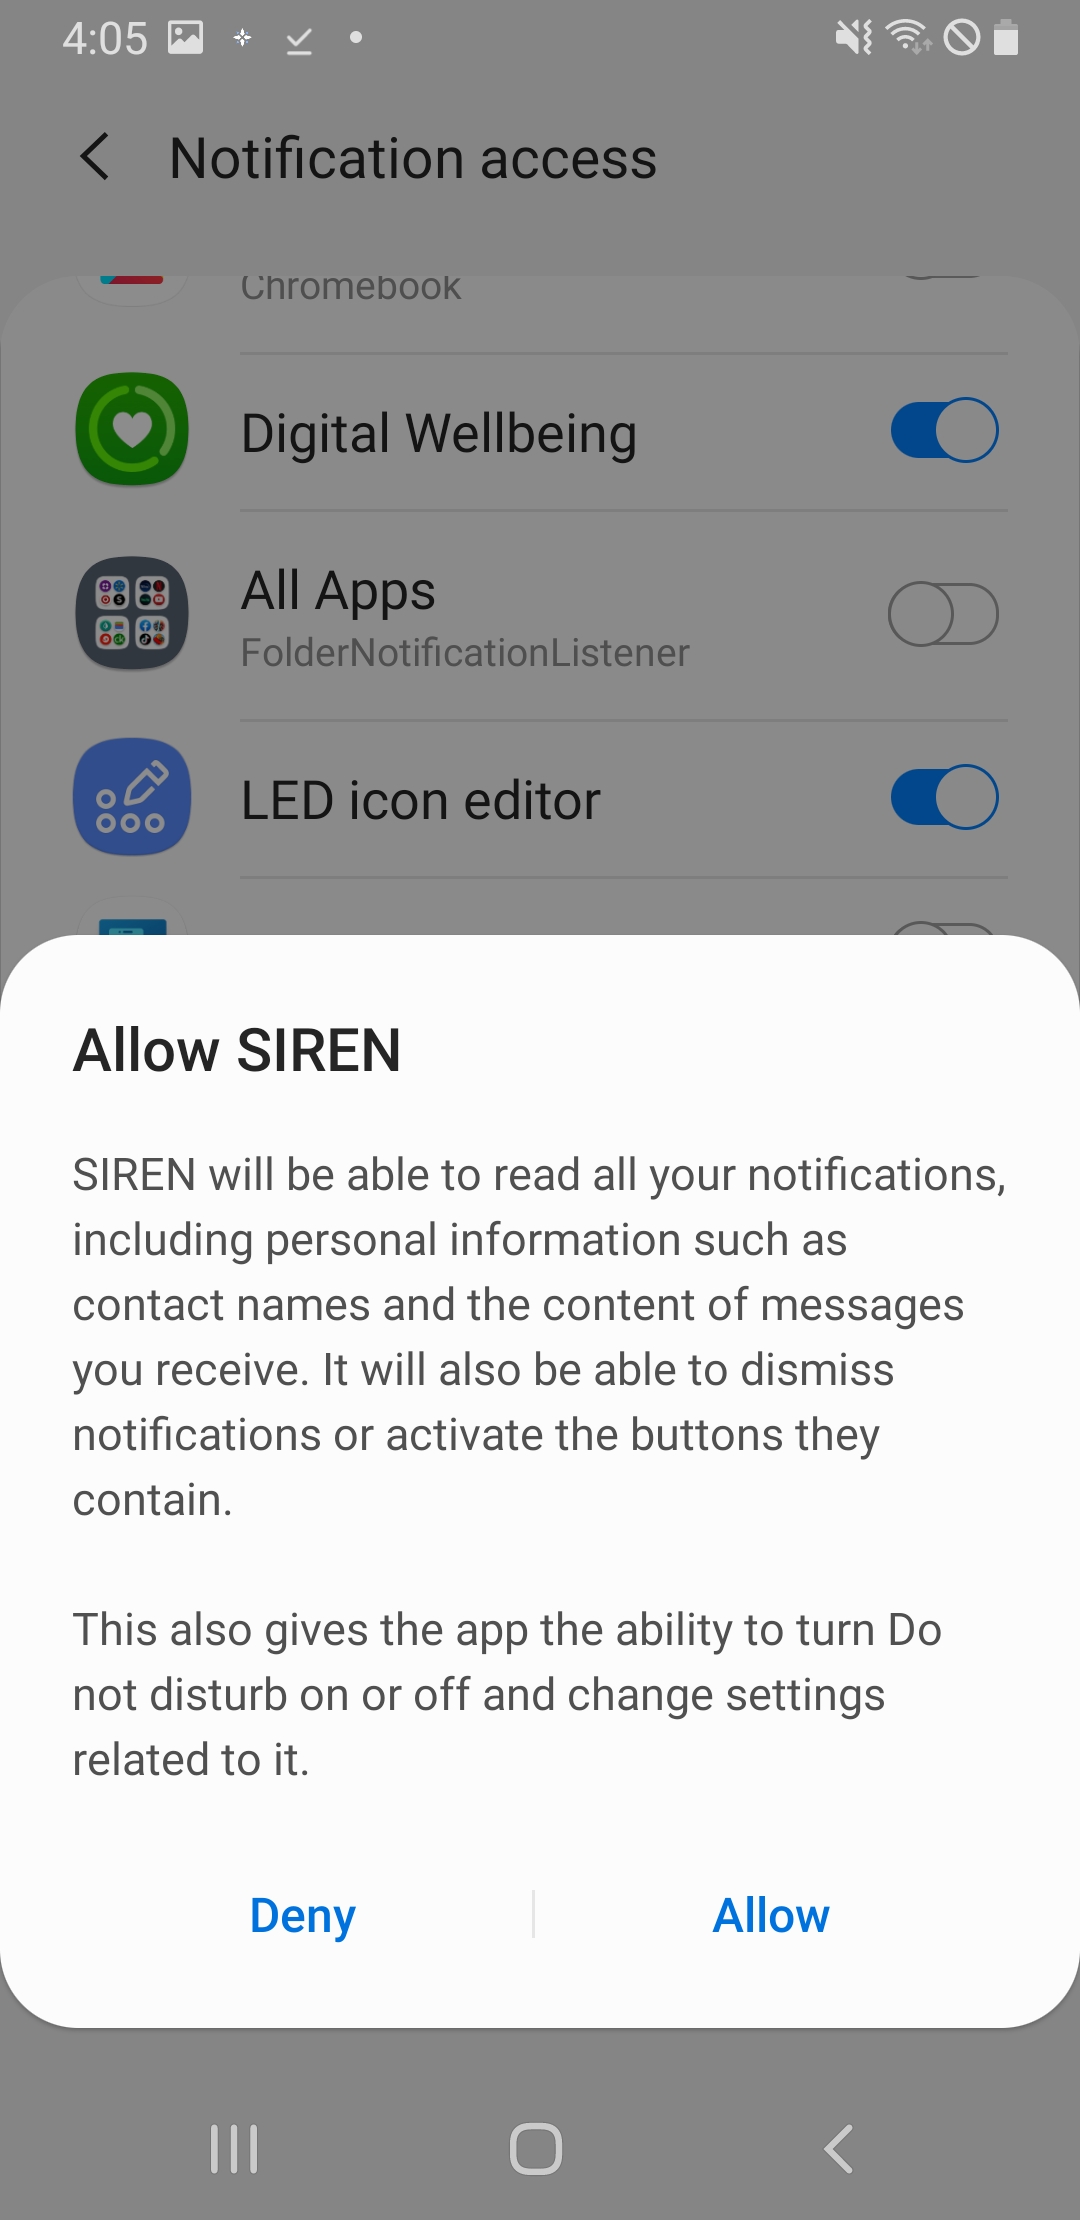 4:05
Notification access
Chromebook
Digital Wellbeing
All Apps
FolderNotificationListener
LED icon editor
Allow SIREN
SIREN will be able to read all your notifications,
including personal information such as
contact names and the content of messages
you receive. It will also be able to dismiss
notifications or activate the buttons they
contain.
This also gives the app the ability to turn Do
not disturb on or off and change settings
related to it.
Deny
Allow